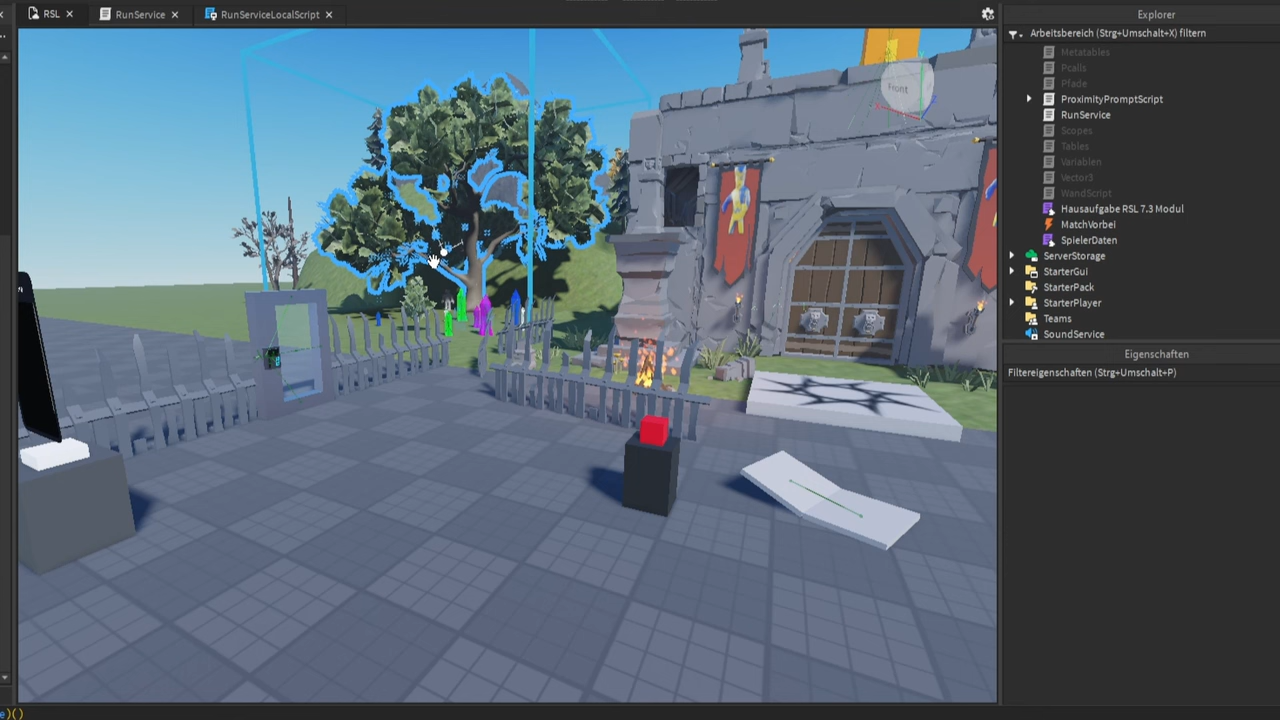 RSL ×
RunService ×
RunServiceLocalScript ×
Explorer
Arbeitsbereich (Strg+Umschalt+X) filtern
Metatables
Pcalls
Pfade
ProximityPromptScript
RunService
Scopes
Tables
Variablen
Vector3
WandScript
Hausaufgabe RSL 7.3 Modul
MatchVorbei
SpielerDaten
ServerStorage
StarterGui
StarterPack
StarterPlayer
Teams
SoundService
Eigenschaften
Filtereigenschaften (Strg+Umschalt+P)
Front
e)()